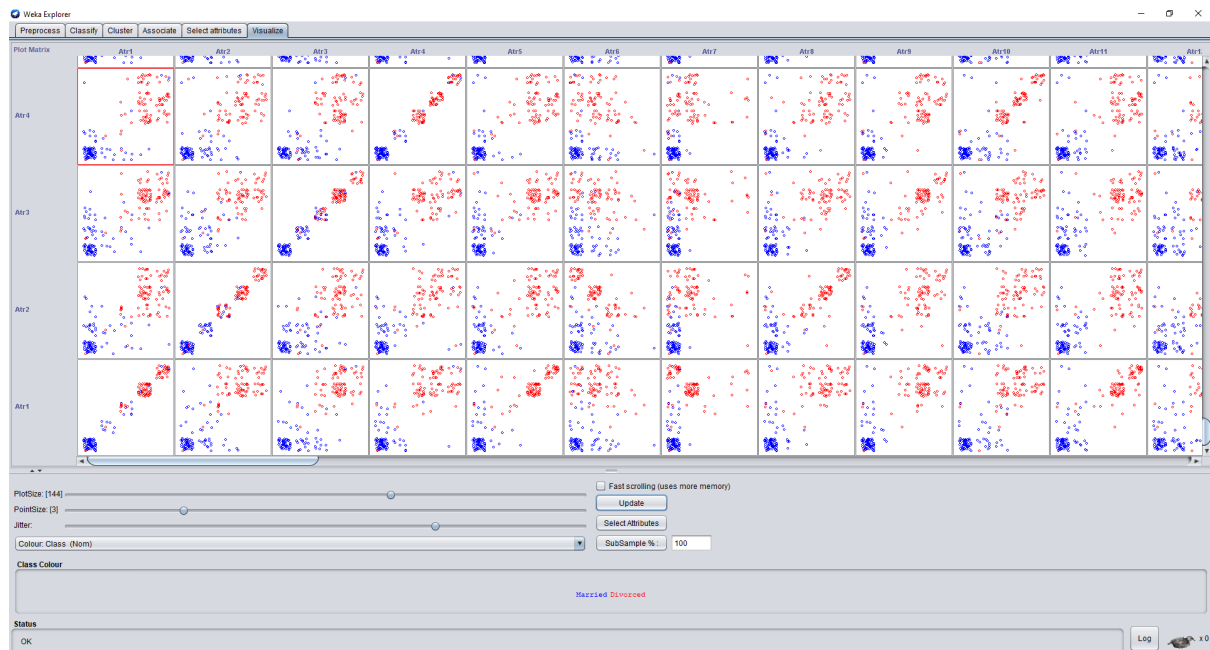 Weka Explorer
Preprocess Classify Cluster Associate Select attributes Visualize
Plot Matrix Atr1 Atr2 Atr3 Atr4 Atr5 Atr6 Atr7 Atr8 Atr9 Atr10 Atr11
Atr4
Atr3
Atr2
Atr1
Fast scrolling (uses more memory)
PlotSize: [144]
Update
PointSize: [3]
Jitter:
Select Attributes
Colour: Class (Nom)
SubSample % : 100
Class Colour
Married Divorced
Status
OK
Log
x 0